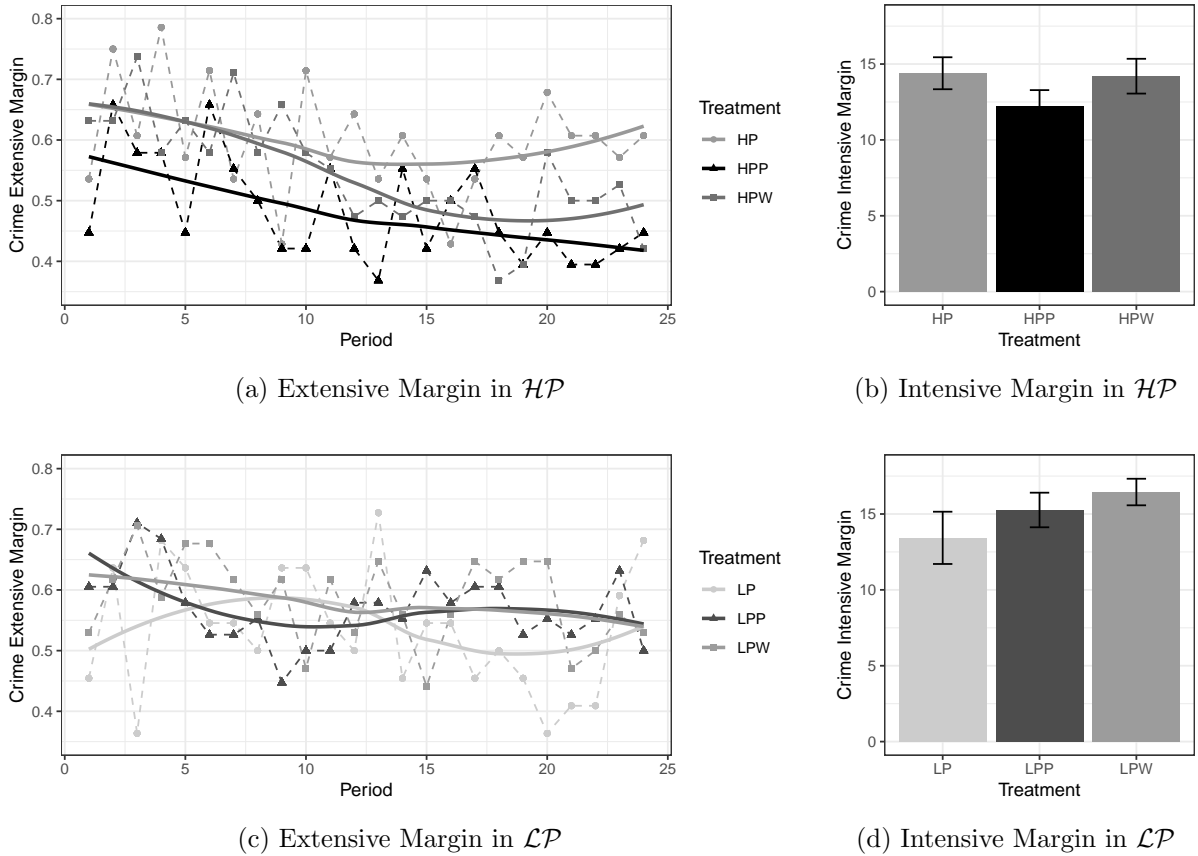 0.8
0.7
0.6
0.5
0.4
Crime Extensive Margin
0 5 10 15 20 25
Period
Treatment
HP
HPP
HPW
15
10
5
0
Crime Intensive Margin
HP HPP HPW
Treatment
(a) Extensive Margin in 𝓗𝓟
(b) Intensive Margin in 𝓗𝓟
0.8
0.7
0.6
0.5
0.4
Crime Extensive Margin
0 5 10 15 20 25
Period
Treatment
LP
LPP
LPW
15
10
5
0
Crime Intensive Margin
LP LPP LPW
Treatment
(c) Extensive Margin in 𝓛𝓟
(d) Intensive Margin in 𝓛𝓟